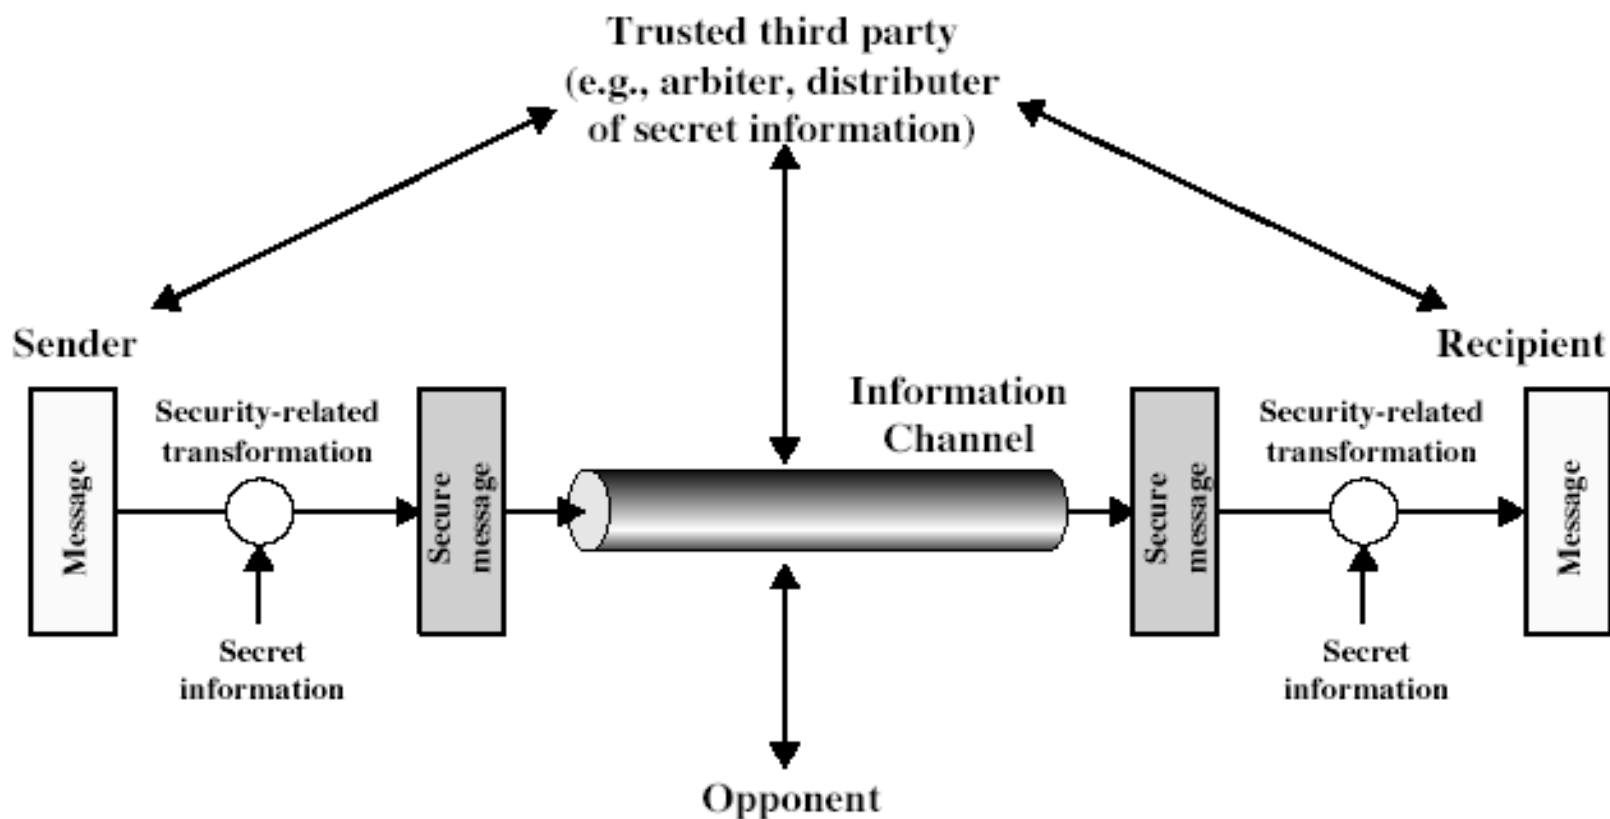 Trusted third party
(e.g., arbiter, distributer
of secret information)
Sender
Recipient
Information
Channel
Security-related
transformation
Security-related
transformation
Message
Secure
message
Secure
message
Message
Secret
information
Secret
information
Opponent